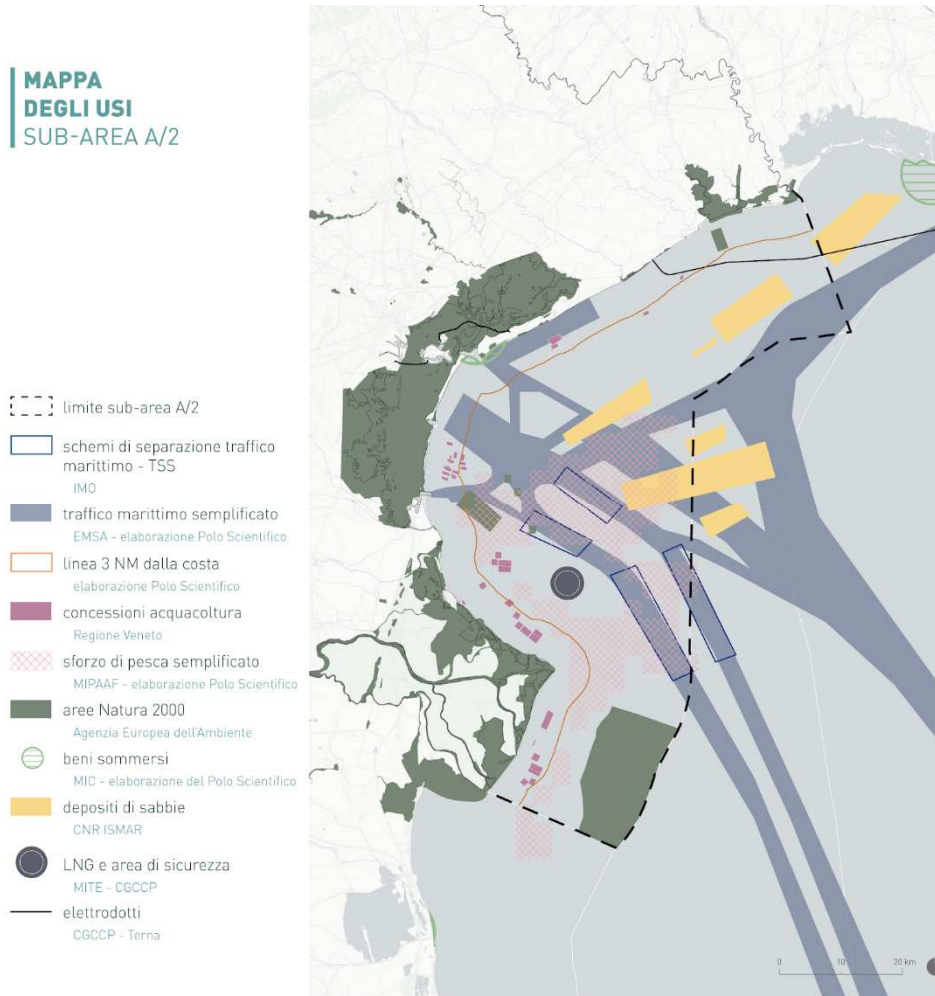 MAPPA
DEGLI USI
SUB-AREA A/2
limite sub-area A/2
schemi di separazione traffico
marittimo - TSS
IMO
traffico marittimo semplificato
EMSA - elaborazione Polo Scientifico
linea 3 NM dalla costa
elaborazione Polo Scientifico
concessioni acquacoltura
Regione Veneto
sforzo di pesca semplificato
MIPAAF - elaborazione Polo Scientifico
aree Natura 2000
Agenzia Europea dell'Ambiente
beni sommersi
MIC - elaborazione del Polo Scientifico
depositi di sabbie
CNR ISMAR
LNG e area di sicurezza
MITE - CGCCP
elettrodotti
CGCCP - Terna
0 10 20 km